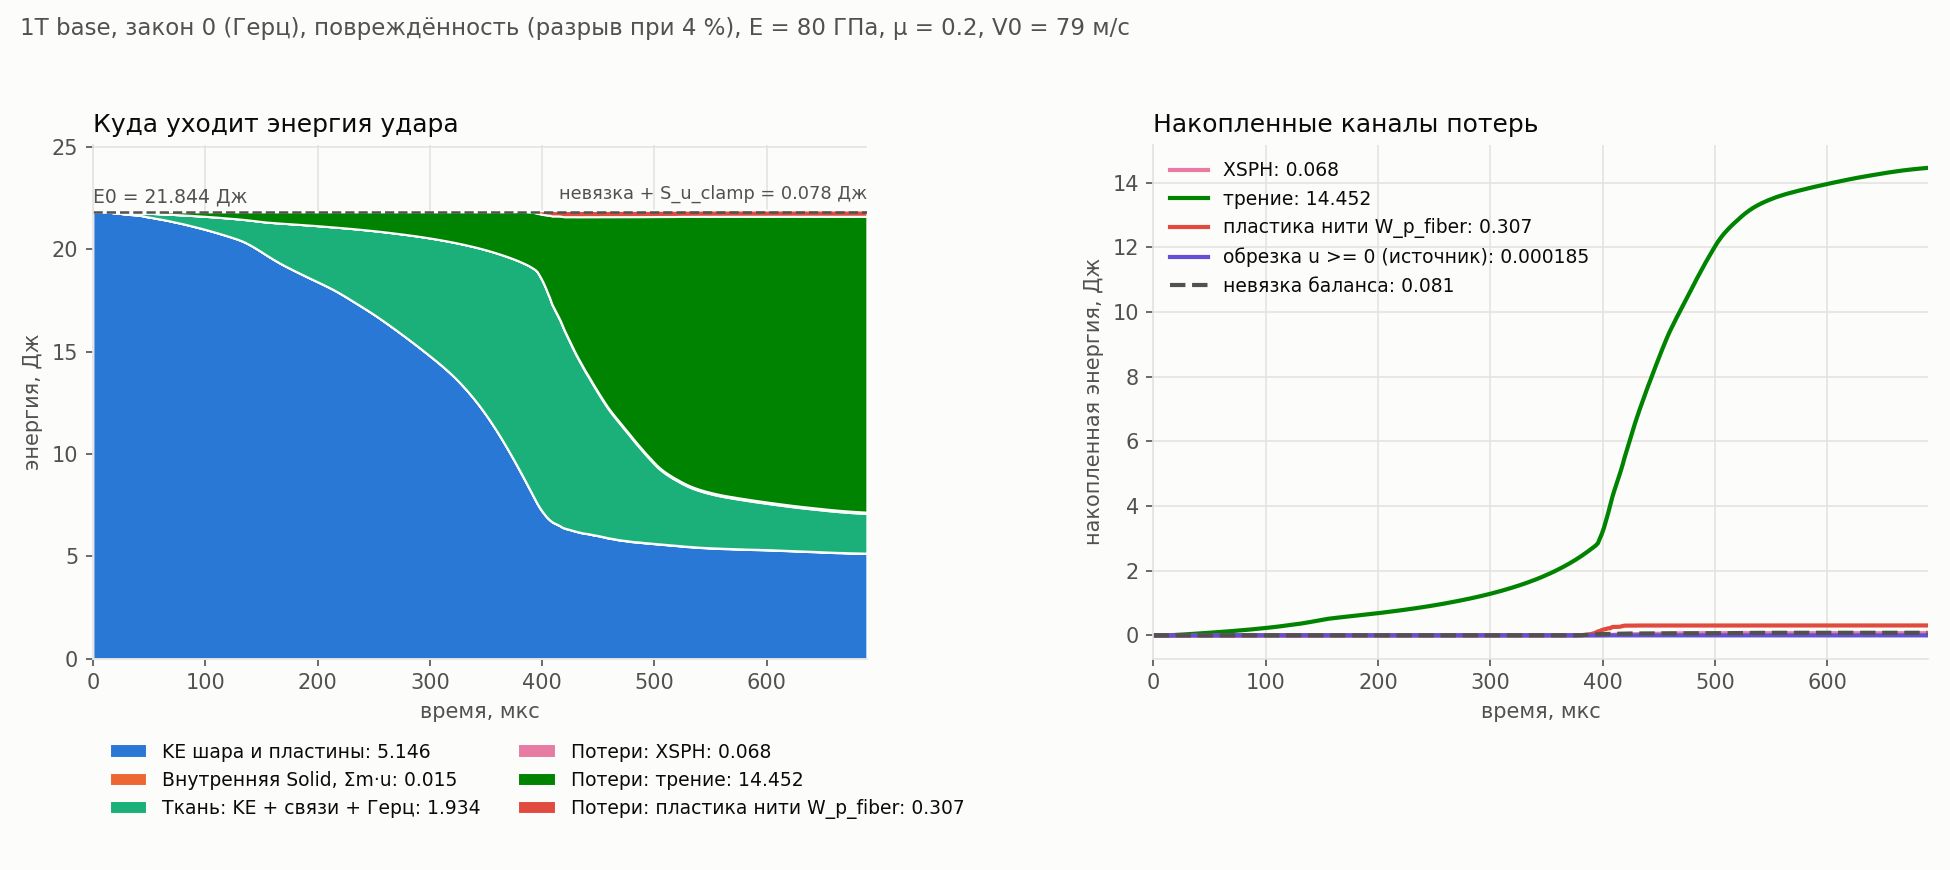 1T base, закон 0 (Герц), повреждённость (разрыв при 4 %), E = 80 ГПа, μ = 0.2, V0 = 79 м/с
Куда уходит энергия удара
E0 = 21.844 Дж
невязка + S_u_clamp = 0.078 Дж
25
20
15
10
5
0
энергия, Дж
0 100 200 300 400 500 600
время, мкс
KE шара и пластины: 5.146
Внутренняя Solid, Σm·u: 0.015
Ткань: KE + связи + Герц: 1.934
Потери: XSPH: 0.068
Потери: трение: 14.452
Потери: пластика нити W_p_fiber: 0.307
Накопленные каналы потерь
XSPH: 0.068
трение: 14.452
пластика нити W_p_fiber: 0.307
обрезка u >= 0 (источник): 0.000185
невязка баланса: 0.081
14
12
10
8
6
4
2
0
накопленная энергия, Дж
0 100 200 300 400 500 600
время, мкс